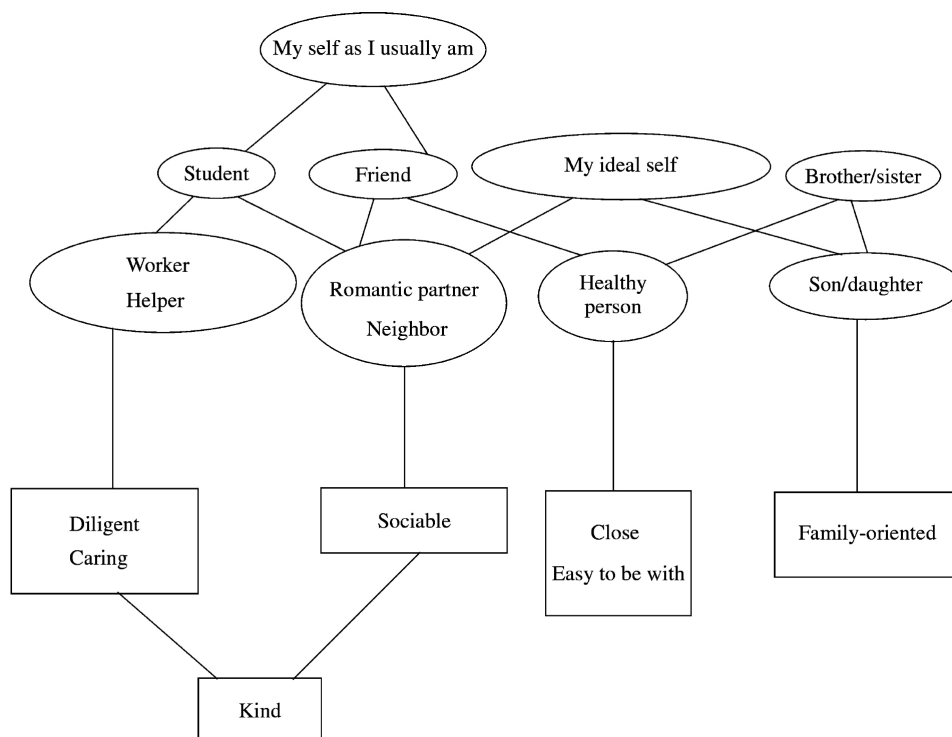 My self as I usually am
Student
Friend
My ideal self
Brother/sister
Worker
Helper
Romantic partner
Neighbor
Healthy
person
Son/daughter
Diligent
Caring
Sociable
Close
Easy to be with
Family-oriented
Kind